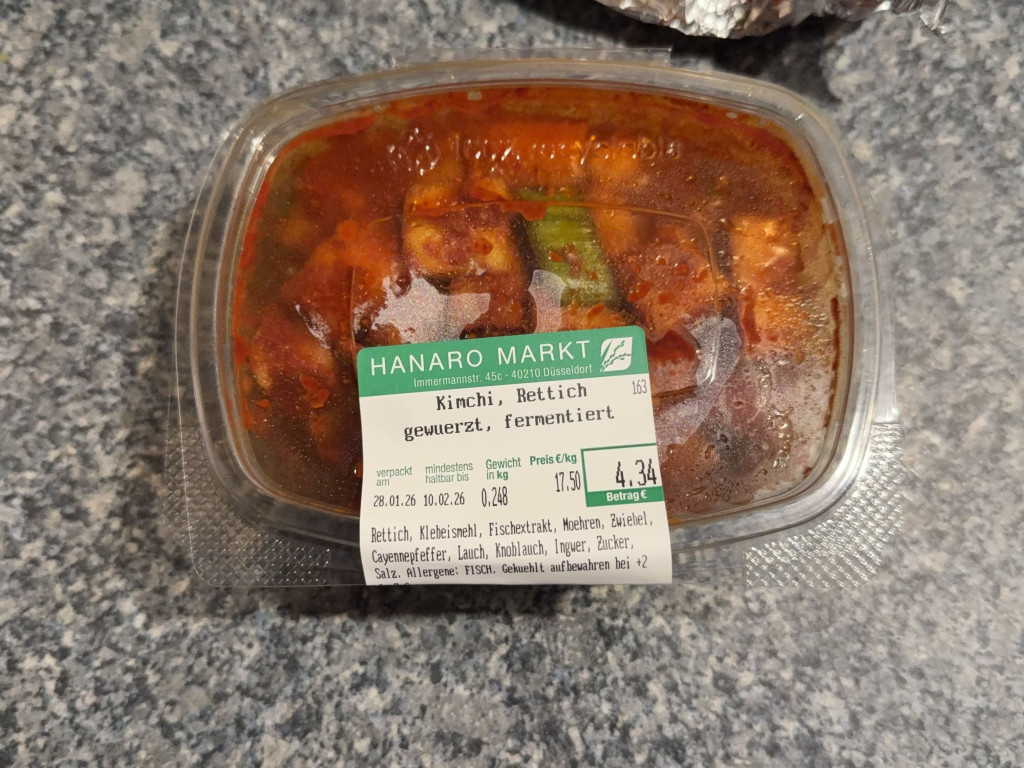 100% recyclable
HANARO MARKT
Immermannstr. 45c - 40210 Düsseldorf
Kimchi, Rettich 163
gewuerzt, fermentiert
verpackt am mindestens haltbar bis Gewicht in kg Preis €/kg
28.01.26 10.02.26 0,248 17.50 4.34
Betrag €
Rettich, Klebeismehl, Fischextrakt, Moehren, Zwiebel,
Cayennepfeffer, Lauch, Knoblauch, Ingwer, Zucker,
Salz. Allergene: FISCH. Gekuehlt aufbewahren bei +2